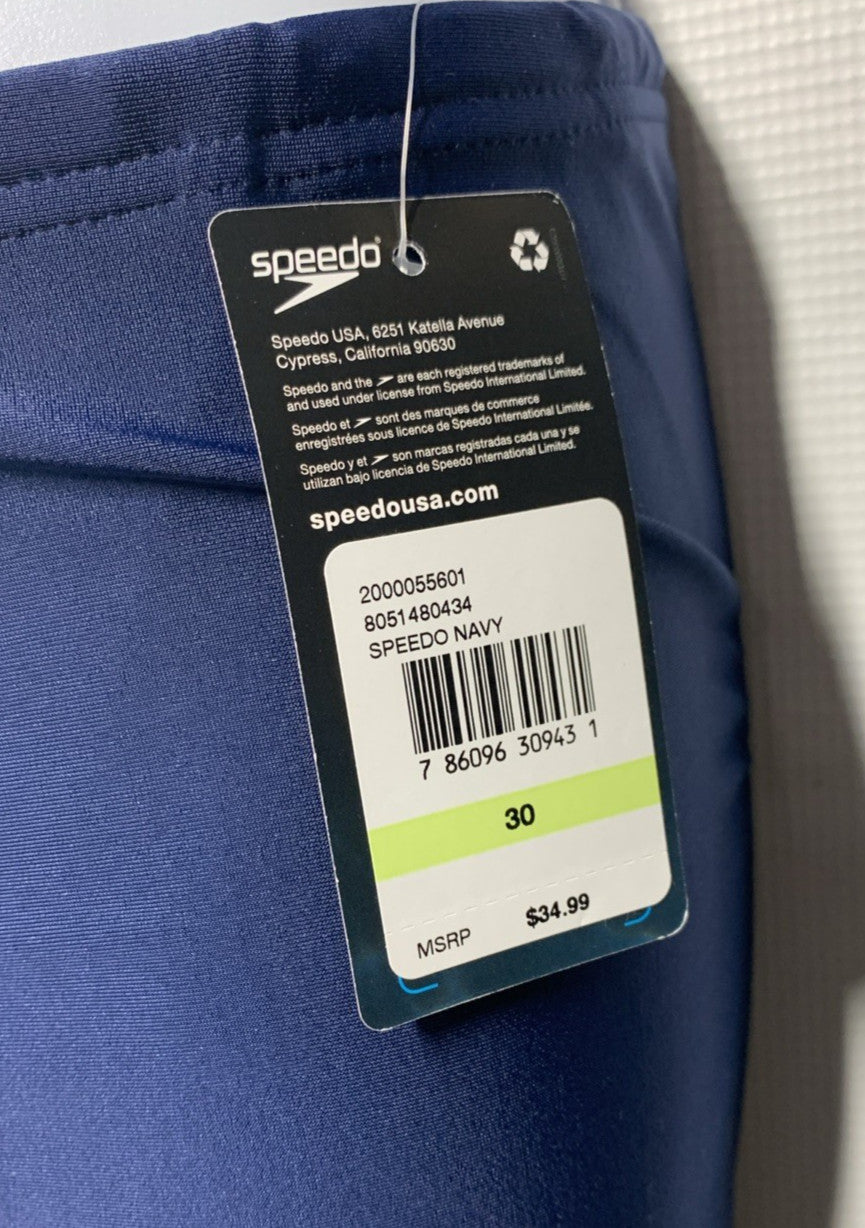 speedo®
Speedo USA, 6251 Katella Avenue
Cypress, California 90630
Speedo and the are each registered trademarks of
and used under license from Speedo International Limited.
Speedo et sont des marques de commerce
enregistrées sous licence de Speedo International Limitée.
Speedo y et son marcas registradas cada una y se
utilizan bajo licencia de Speedo International Limited.
speedousa.com
2000055601
8051480434
SPEEDO NAVY
7 86096 30943 1
30
MSRP $34.99